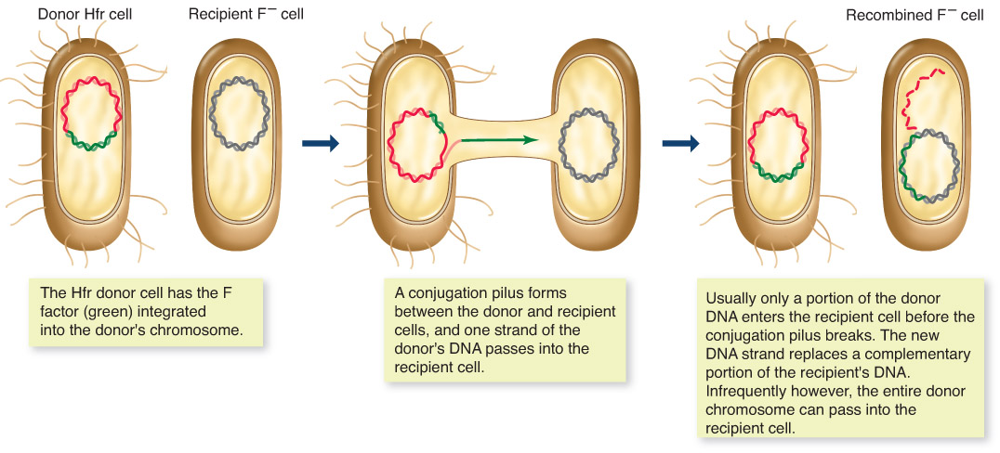 Donor Hfr cell
Recipient F− cell
Recombined F− cell
The Hfr donor cell has the F
factor (green) integrated
into the donor's chromosome.
A conjugation pilus forms
between the donor and recipient
cells, and one strand of the
donor's DNA passes into the
recipient cell.
Usually only a portion of the donor
DNA enters the recipient cell before the
conjugation pilus breaks. The new
DNA strand replaces a complementary
portion of the recipient's DNA.
Infrequently however, the entire donor
chromosome can pass into the
recipient cell.